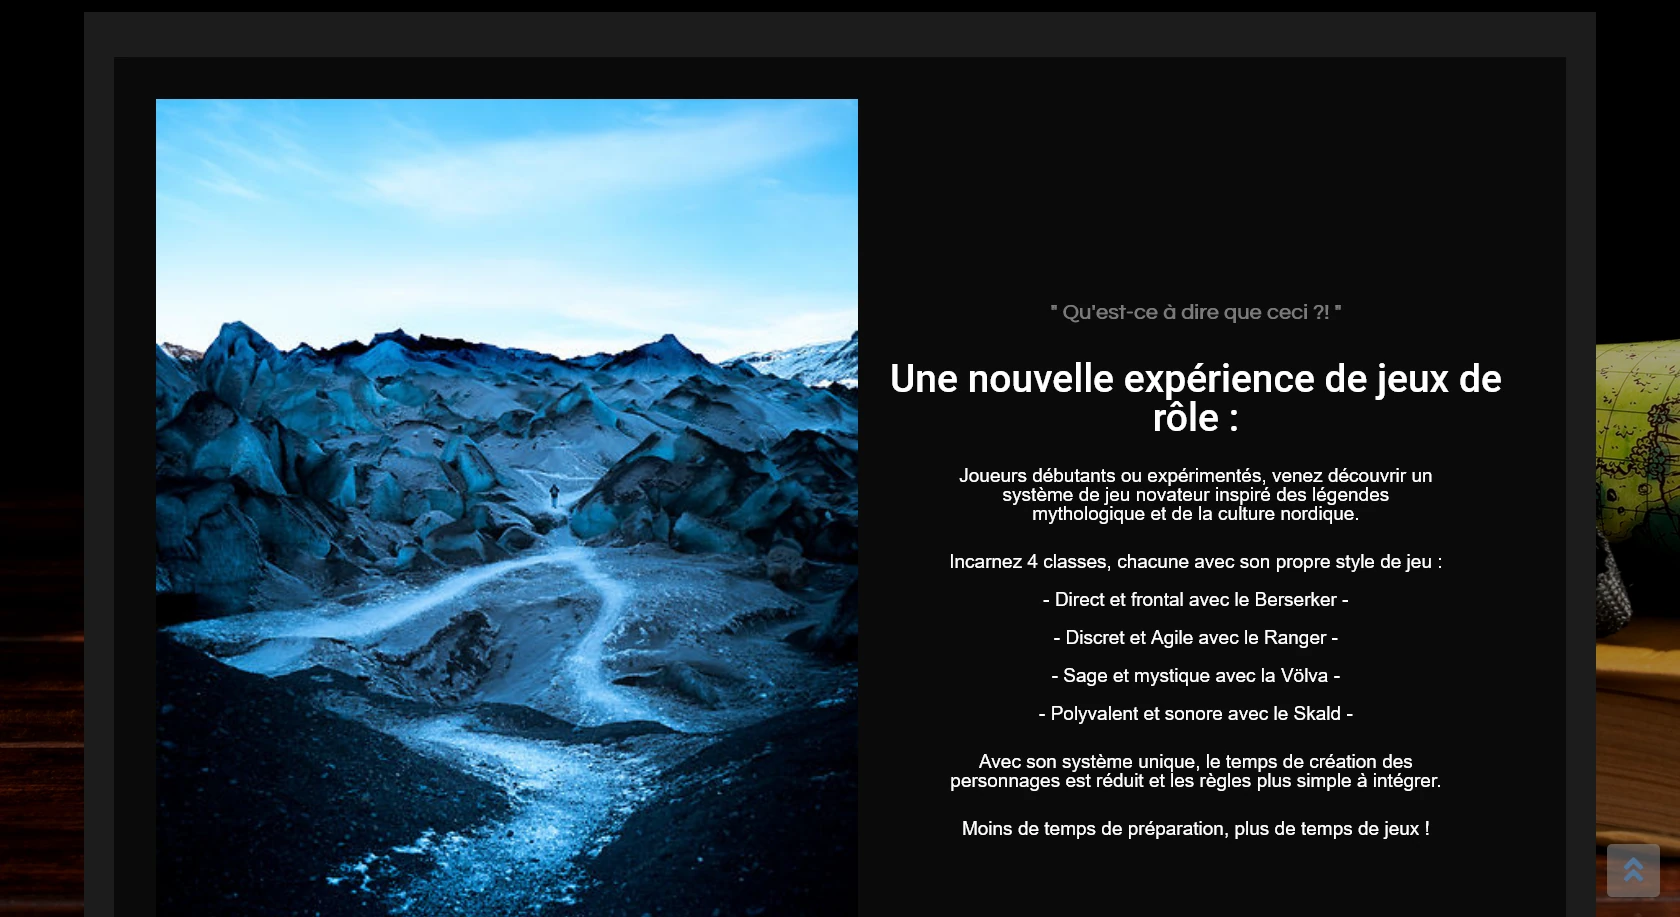 " Qu'est-ce à dire que ceci ?! "
Une nouvelle expérience de jeux de
rôle :
Joueurs débutants ou expérimentés, venez découvrir un
système de jeu novateur inspiré des légendes
mythologique et de la culture nordique.
Incarnez 4 classes, chacune avec son propre style de jeu :
- Direct et frontal avec le Berserker -
- Discret et Agile avec le Ranger -
- Sage et mystique avec la Völva -
- Polyvalent et sonore avec le Skald -
Avec son système unique, le temps de création des
personnages est réduit et les règles plus simple à intégrer.
Moins de temps de préparation, plus de temps de jeux !